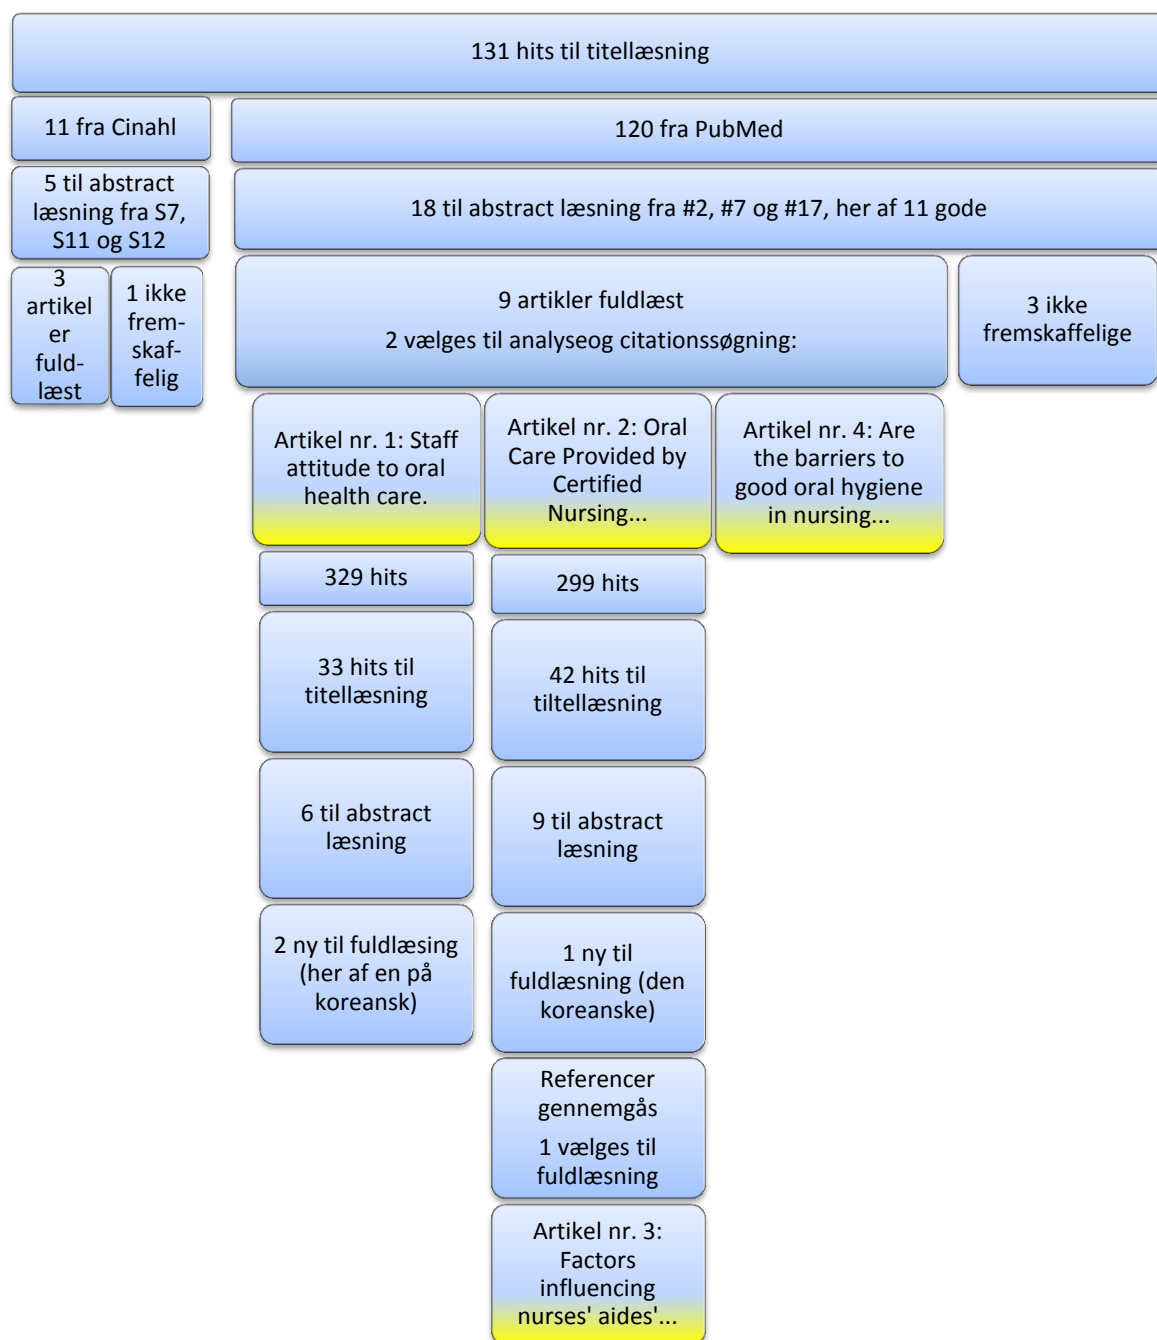 131 hits til titellæsning
11 fra Cinahl
120 fra PubMed
5 til abstract
læsning fra S7,
S11 og S12
18 til abstract læsning fra #2, #7 og #17, her af 11 gode
3
artikel
er
fuld-
læst
1 ikke
frem-
skaf-
felig
9 artikler fuldlæst
2 vælges til analyseog citationssøgning:
3 ikke
fremskaffelige
Artikel nr. 1: Staff
attitude to oral
health care.
Artikel nr. 2: Oral
Care Provided by
Certified
Nursing...
Artikel nr. 4: Are
the barriers to
good oral hygiene
in nursing...
329 hits
33 hits til
titellæsning
6 til abstract
læsning
2 ny til fuldlæsing
(her af en på
koreansk)
299 hits
42 hits til
tiltellæsning
9 til abstract
læsning
1 ny til
fuldlæsning (den
koreanske)
Referencer
gennemgås
1 vælges til
fuldlæsning
Artikel nr. 3:
Factors
influencing
nurses' aides'...